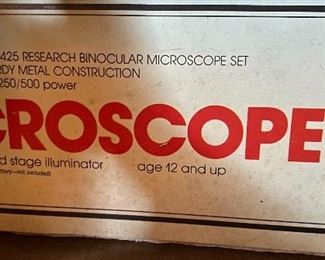 425 RESEARCH BINOCULAR MICROSCOPE SET
RDY METAL CONSTRUCTION
250/500 power
CROSCOPE
d stage illuminator age 12 and up
ttery—not included)